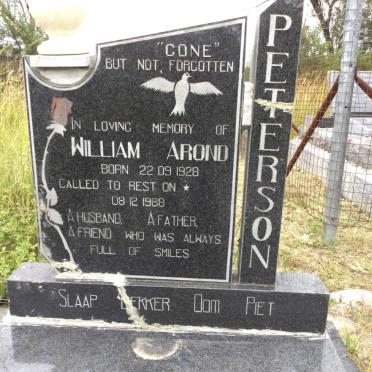 "GONE"
BUT NOT, FORGOTTEN
IN LOVING MEMORY OF
WILLIAM AROND
BORN 22·09·1928
CALLED TO REST ON ★
08·12·1988
A HUSBAND, A FATHER,
A FRIEND WHO WAS ALWAYS
FULL OF SMILES
PETTERSON
SLAAP LEKKER OOM PIET